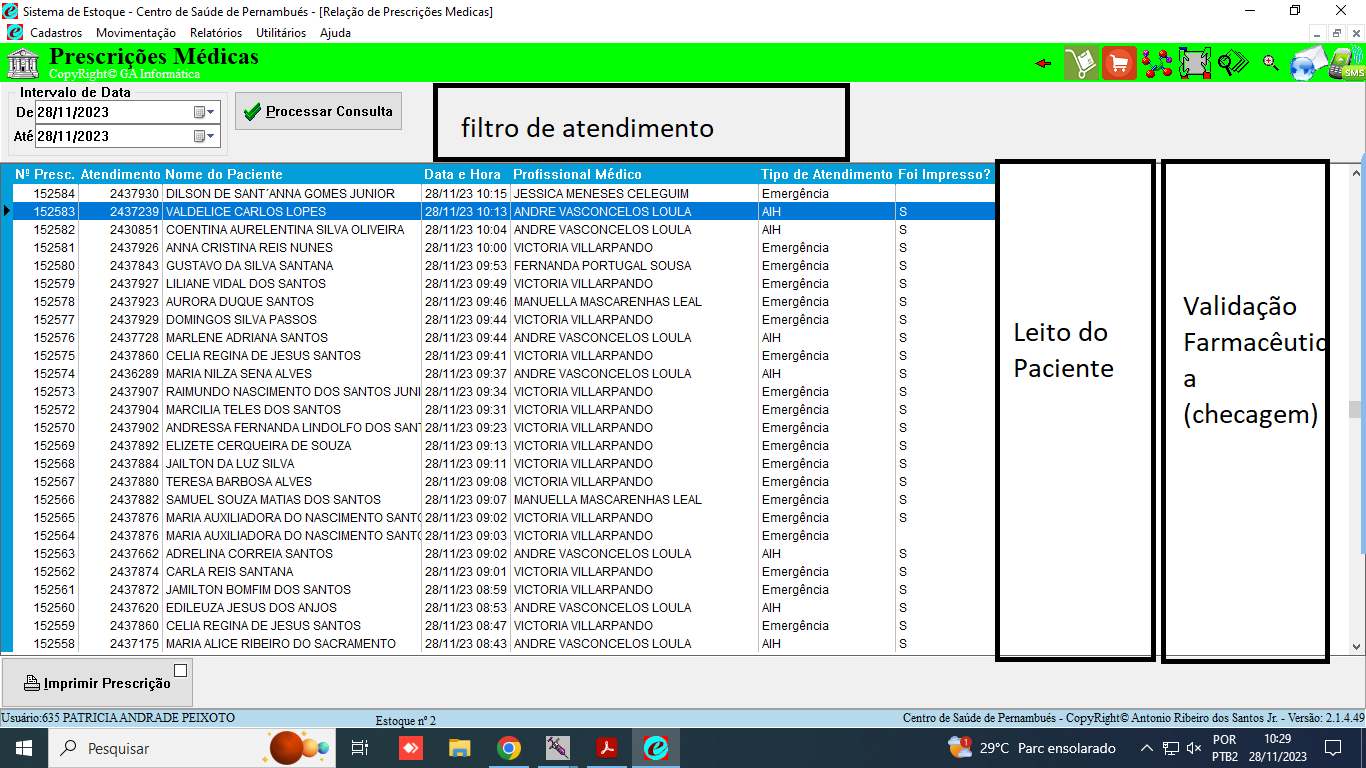 Sistema de Estoque - Centro de Saúde de Pernambués - [Relação de Prescrições Medicas]
Cadastros Movimentação Relatórios Utilitários Ajuda
Prescrições Médicas
CopyRight© GA Informática
SMS
Intervalo de Data
De 28/11/2023
Até 28/11/2023
Processar Consulta
filtro de atendimento
Nº Presc. Atendimento Nome do Paciente Data e Hora Profissional Médico Tipo de Atendimento Foi Impresso?
152584 2437930 DILSON DE SANT´ANNA GOMES JUNIOR 28/11/23 10:15 JESSICA MENESES CELEGUIM Emergência
152583 2437239 VALDELICE CARLOS LOPES 28/11/23 10:13 ANDRE VASCONCELOS LOULA AIH S
152582 2430851 COENTINA AURELENTINA SILVA OLIVEIRA 28/11/23 10:04 ANDRE VASCONCELOS LOULA AIH S
152581 2437926 ANNA CRISTINA REIS NUNES 28/11/23 10:00 VICTORIA VILLARPANDO Emergência S
152580 2437843 GUSTAVO DA SILVA SANTANA 28/11/23 09:53 FERNANDA PORTUGAL SOUSA Emergência S
152579 2437927 LILIANE VIDAL DOS SANTOS 28/11/23 09:49 VICTORIA VILLARPANDO Emergência S
152578 2437923 AURORA DUQUE SANTOS 28/11/23 09:46 MANUELLA MASCARENHAS LEAL Emergência S
152577 2437929 DOMINGOS SILVA PASSOS 28/11/23 09:44 VICTORIA VILLARPANDO Emergência S
152576 2437728 MARLENE ADRIANA SANTOS 28/11/23 09:44 ANDRE VASCONCELOS LOULA AIH S
152575 2437860 CELIA REGINA DE JESUS SANTOS 28/11/23 09:41 VICTORIA VILLARPANDO Emergência S
152574 2436289 MARIA NILZA SENA ALVES 28/11/23 09:37 ANDRE VASCONCELOS LOULA AIH S
152573 2437907 RAIMUNDO NASCIMENTO DOS SANTOS JUNI 28/11/23 09:34 VICTORIA VILLARPANDO Emergência S
152572 2437904 MARCILIA TELES DOS SANTOS 28/11/23 09:31 VICTORIA VILLARPANDO Emergência S
152570 2437902 ANDRESSA FERNANDA LINDOLFO DOS SANT 28/11/23 09:23 VICTORIA VILLARPANDO Emergência S
152569 2437892 ELIZETE CERQUEIRA DE SOUZA 28/11/23 09:13 VICTORIA VILLARPANDO Emergência S
152568 2437884 JAILTON DA LUZ SILVA 28/11/23 09:11 VICTORIA VILLARPANDO Emergência S
152567 2437880 TERESA BARBOSA ALVES 28/11/23 09:08 VICTORIA VILLARPANDO Emergência S
152566 2437882 SAMUEL SOUZA MATIAS DOS SANTOS 28/11/23 09:07 MANUELLA MASCARENHAS LEAL Emergência S
152565 2437876 MARIA AUXILIADORA DO NASCIMENTO SANTO 28/11/23 09:02 VICTORIA VILLARPANDO Emergência S
152564 2437876 MARIA AUXILIADORA DO NASCIMENTO SANTO 28/11/23 09:03 VICTORIA VILLARPANDO Emergência
152563 2437662 ADRELINA CORREIA SANTOS 28/11/23 09:02 ANDRE VASCONCELOS LOULA AIH S
152562 2437874 CARLA REIS SANTANA 28/11/23 09:01 VICTORIA VILLARPANDO Emergência S
152561 2437872 JAMILTON BOMFIM DOS SANTOS 28/11/23 08:59 VICTORIA VILLARPANDO Emergência S
152560 2437620 EDILEUZA JESUS DOS ANJOS 28/11/23 08:53 ANDRE VASCONCELOS LOULA AIH S
152559 2437860 CELIA REGINA DE JESUS SANTOS 28/11/23 08:47 VICTORIA VILLARPANDO Emergência S
152558 2437175 MARIA ALICE RIBEIRO DO SACRAMENTO 28/11/23 08:43 ANDRE VASCONCELOS LOULA AIH S
Leito do
Paciente
Validação
Farmacêutic
a
(checagem)
Imprimir Prescrição
Usuário:635 PATRICIA ANDRADE PEIXOTO Estoque nº 2 Centro de Saúde de Pernambués - CopyRight© Antonio Ribeiro dos Santos Jr. - Versão: 2.1.4.49
Pesquisar 1 29°C Parc ensolarado POR 10:29
PTB2 28/11/2023